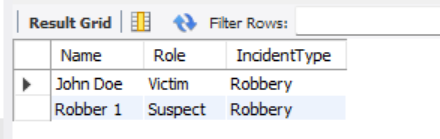 Result Grid Filter Rows:
Name Role IncidentType
John Doe Victim Robbery
Robber 1 Suspect Robbery